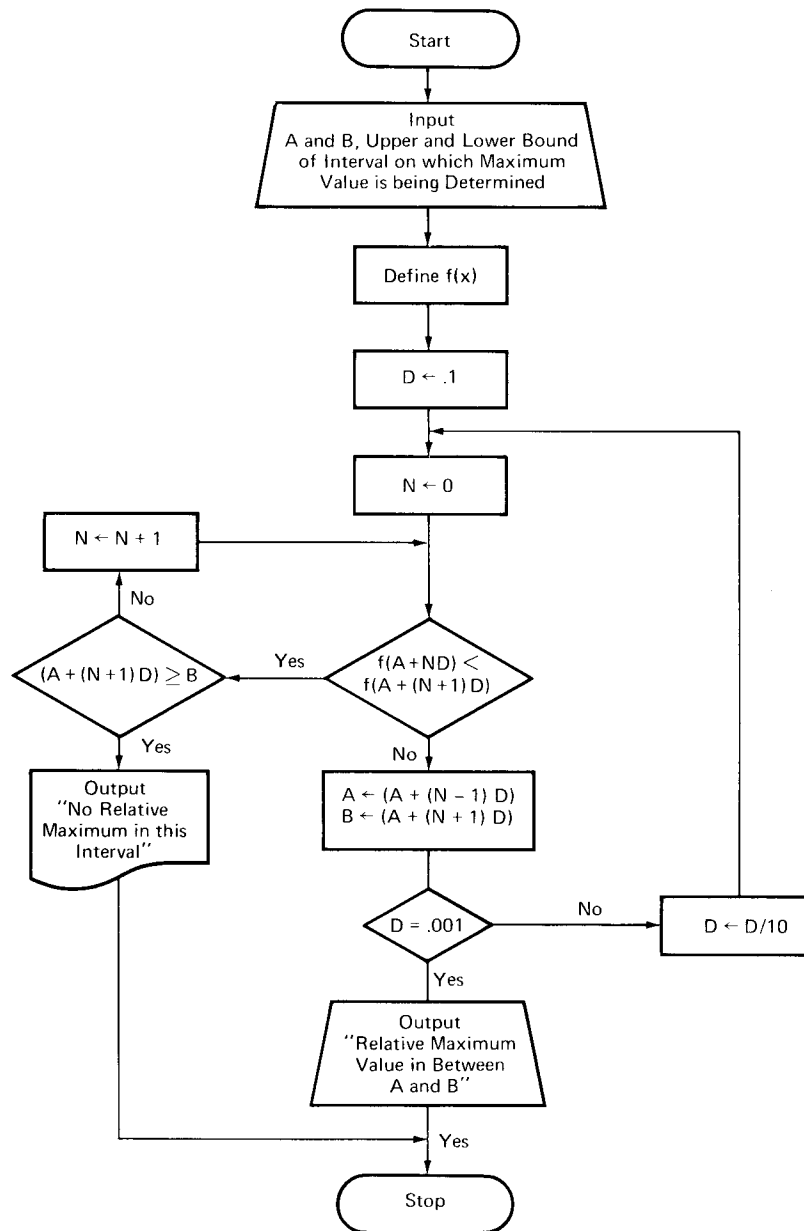 Start
Input
A and B, Upper and Lower Bound
of Interval on which Maximum
Value is being Determined
Define f(x)
D ← .1
N ← 0
N ← N + 1
No
(A + (N + 1) D) ≥ B
Yes
f(A + ND) <
f(A + (N + 1) D)
Yes
No
Output
"No Relative
Maximum in this
Interval"
A ← (A + (N − 1) D)
B ← (A + (N + 1) D)
D = .001
No
D ← D/10
Yes
Output
"Relative Maximum
Value in Between
A and B"
Yes
Stop